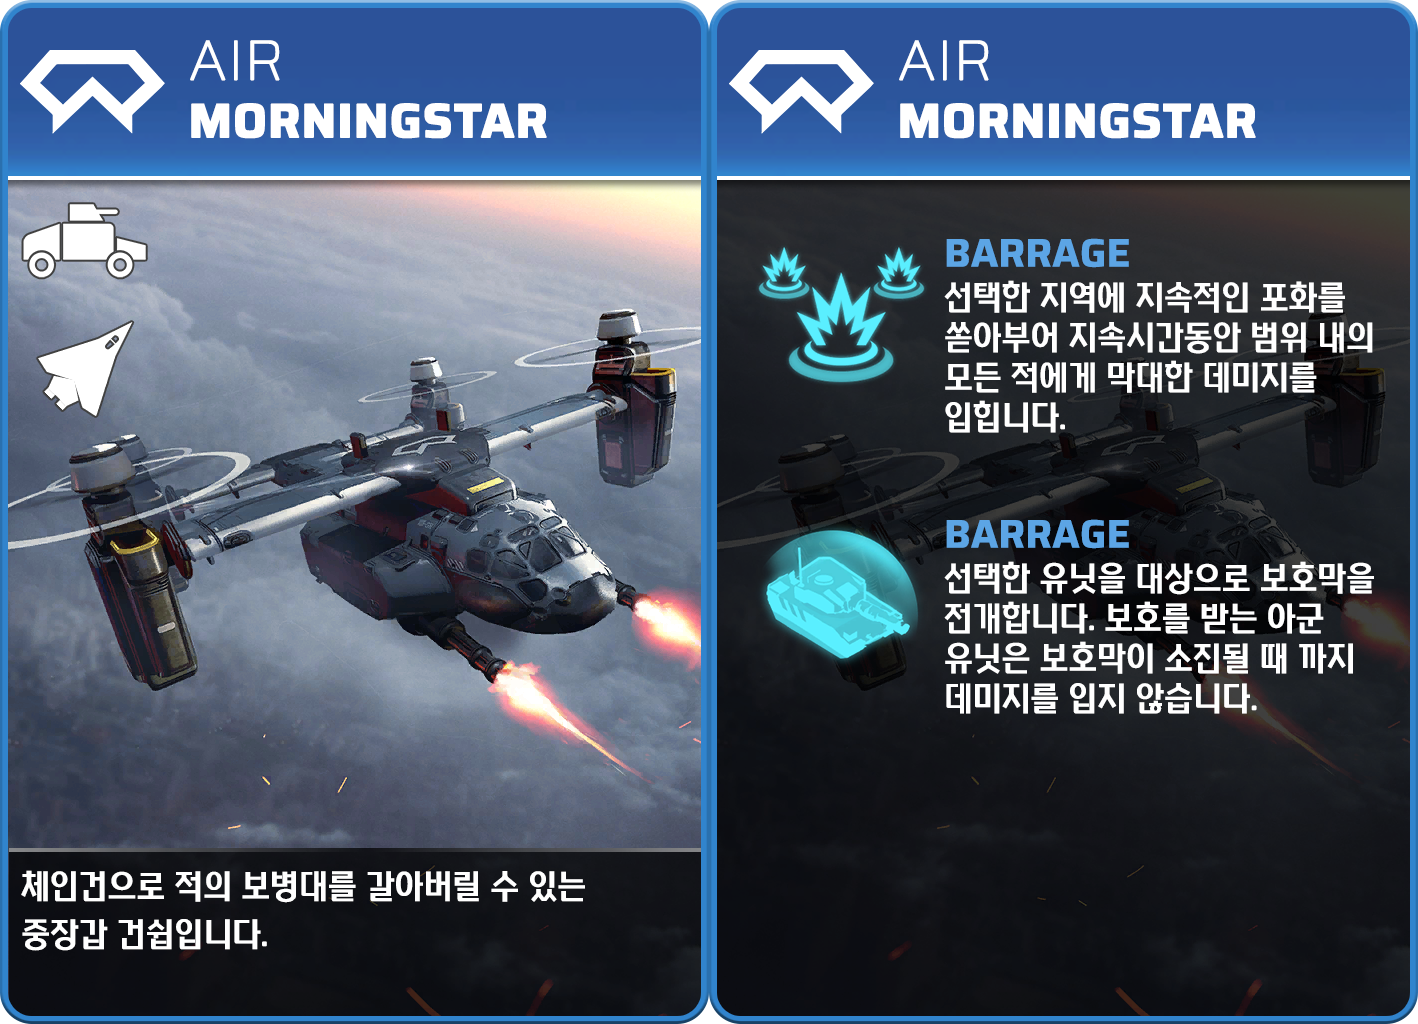 AIR
MORNINGSTAR
체인건으로 적의 보병대를 갈아버릴 수 있는
중장갑 건쉽입니다.
AIR
MORNINGSTAR
BARRAGE
선택한 지역에 지속적인 포화를
쏟아부어 지속시간동안 범위 내의
모든 적에게 막대한 데미지를
입힙니다.
BARRAGE
선택한 유닛을 대상으로 보호막을
전개합니다. 보호를 받는 아군
유닛은 보호막이 소진될 때 까지
데미지를 입지 않습니다.